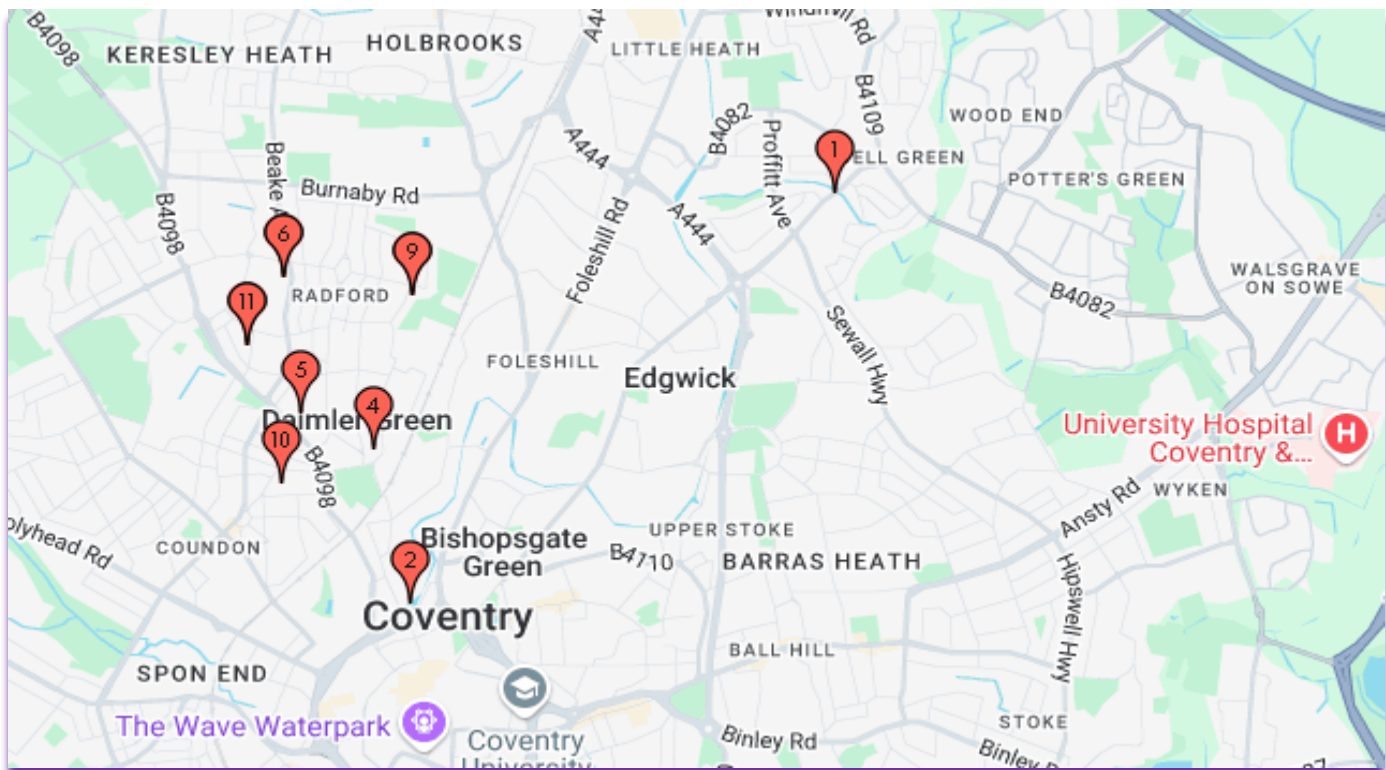 B4098
KERESLEY HEATH
HOLBROOKS
LITTLE HEATH
B4109
WOOD END
B4082
Proffitt Ave
A444
1
ELL GREEN
POTTER'S GREEN
Burnaby Rd
B4098
6
9
Foleshill Rd
A444
WALSGRAVE
ON SOWE
RADFORD
11
B4082
Sewall Hwy
FOLESHILL
Edgwick
5
4
Daimler Green
10
B4098
University Hospital
Coventry &...
H
WYKEN
Ansty Rd
olyhead Rd
COUNDON
2
Bishopsgate
Green
UPPER STOKE
B4110
BARRAS HEATH
Hipswell Hwy
Coventry
BALL HILL
SPON END
The Wave Waterpark
Coventry
STOKE
Binley Rd